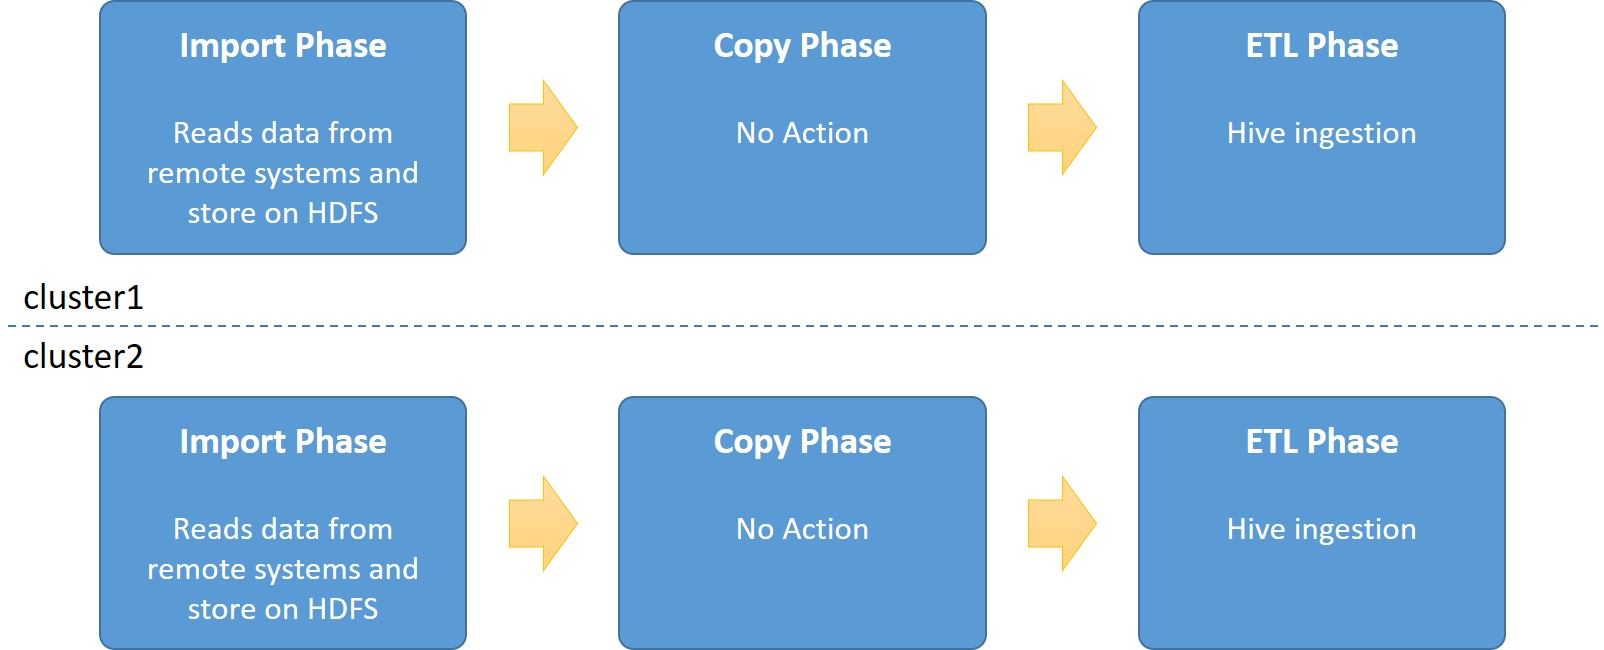 Import Phase
Reads data from
remote systems and
store on HDFS
Copy Phase
No Action
ETL Phase
Hive ingestion
cluster1
cluster2
Import Phase
Reads data from
remote systems and
store on HDFS
Copy Phase
No Action
ETL Phase
Hive ingestion